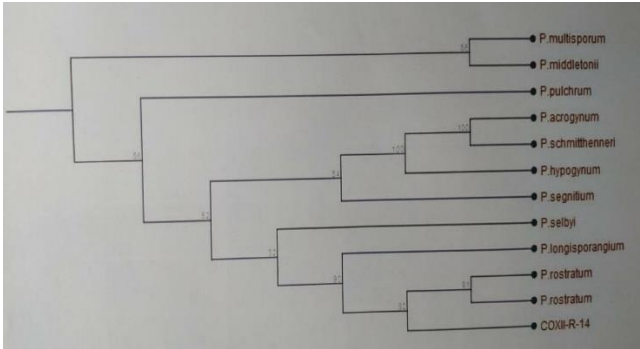 P.multisporum
P.middletonii
P.pulchrum
P.acrogynum
P.schmitthenneri
P.hypogynum
P.segnitium
P.selbyi
P.longisporangium
P.rostratum
P.rostratum
COXII-R-14